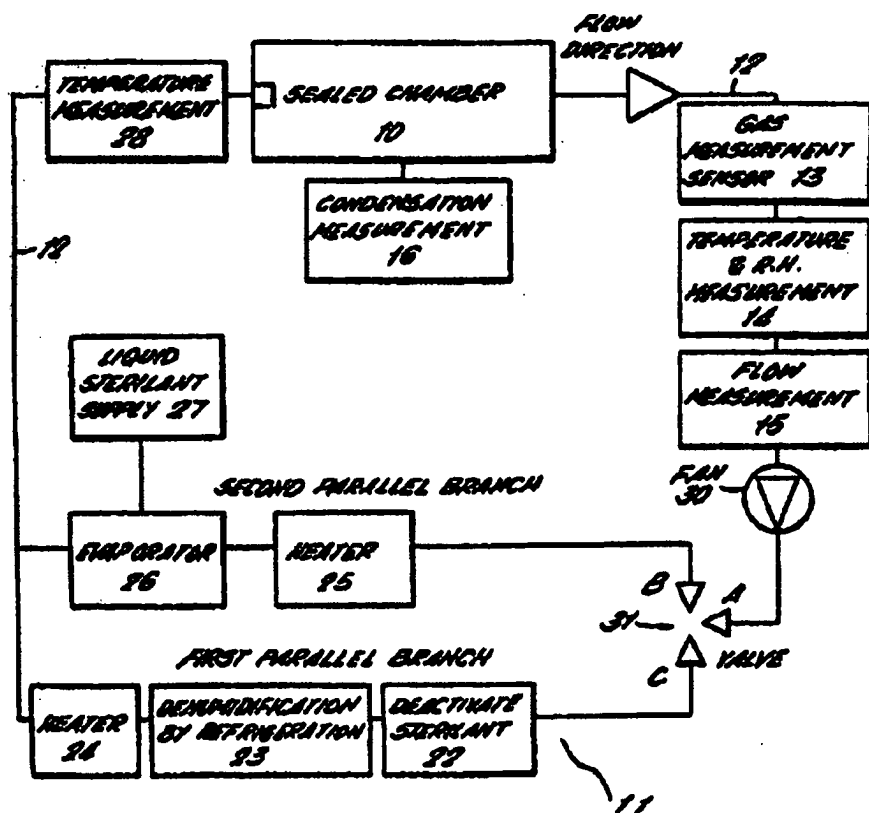 FLOW
DIRECTION
12
TEMPERATURE
MEASUREMENT
28
SEALED CHAMBER
10
GAS
MEASUREMENT
SENSOR 13
CONDENSATION
MEASUREMENT
16
TEMPERATURE
& R.H.
MEASUREMENT
14
12
LIQUID
STERILANT
SUPPLY 27
FLOW
MEASUREMENT
15
FAN
30
SECOND PARALLEL BRANCH
EVAPORATOR
26
HEATER
25
B
A
31
VALVE
C
FIRST PARALLEL BRANCH
HEATER
24
DEHUMIDIFICATION
BY REFRIGERATION
23
DEACTIVATE
STERILANT
22
11